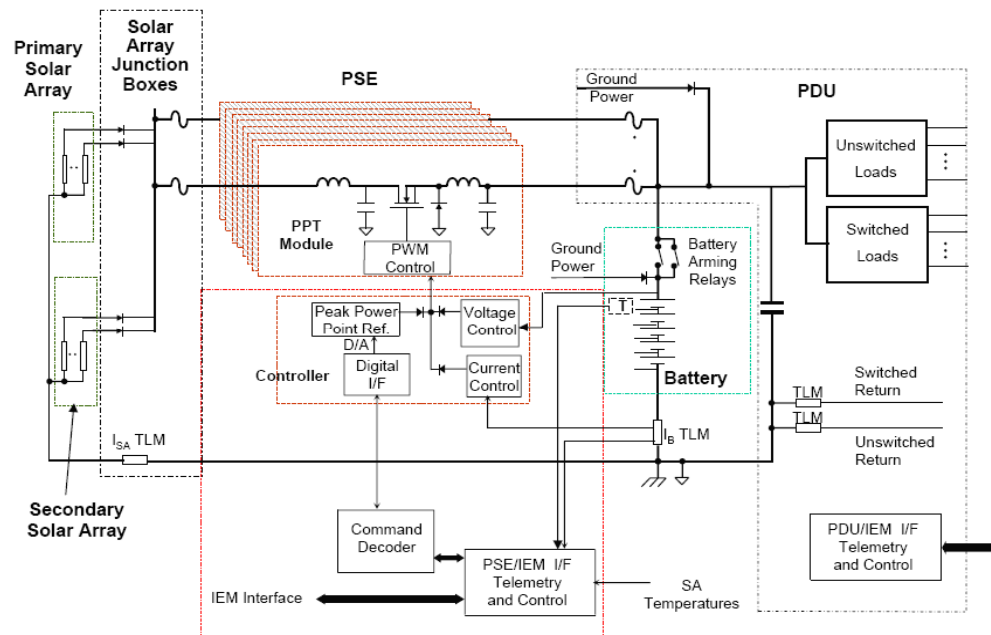 Solar
Array
Junction
Boxes
Primary
Solar
Array
PSE
Ground
Power
PDU
Unswitched
Loads
Switched
Loads
PPT
Module
PWM
Control
Ground
Power
Battery
Arming
Relays
T
Peak Power
Point Ref.
Voltage
Control
D/A
Digital
I/F
Controller
Current
Control
Battery
TLM
Switched
Return
TLM
Unswitched
Return
I_SA TLM
I_B TLM
Secondary
Solar Array
Command
Decoder
PSE/IEM I/F
Telemetry
and Control
IEM Interface
SA
Temperatures
PDU/IEM I/F
Telemetry
and Control